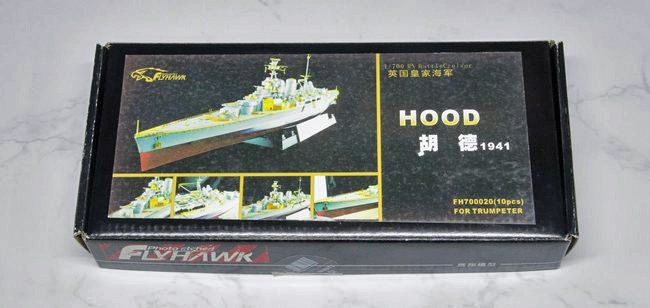 FLYHAWK
1/700 RN BattleCruiser
英国皇家海军
HOOD
胡德1941
FH700020(10pcs)
FOR TRUMPETER
Photo etched
FLYHAWK